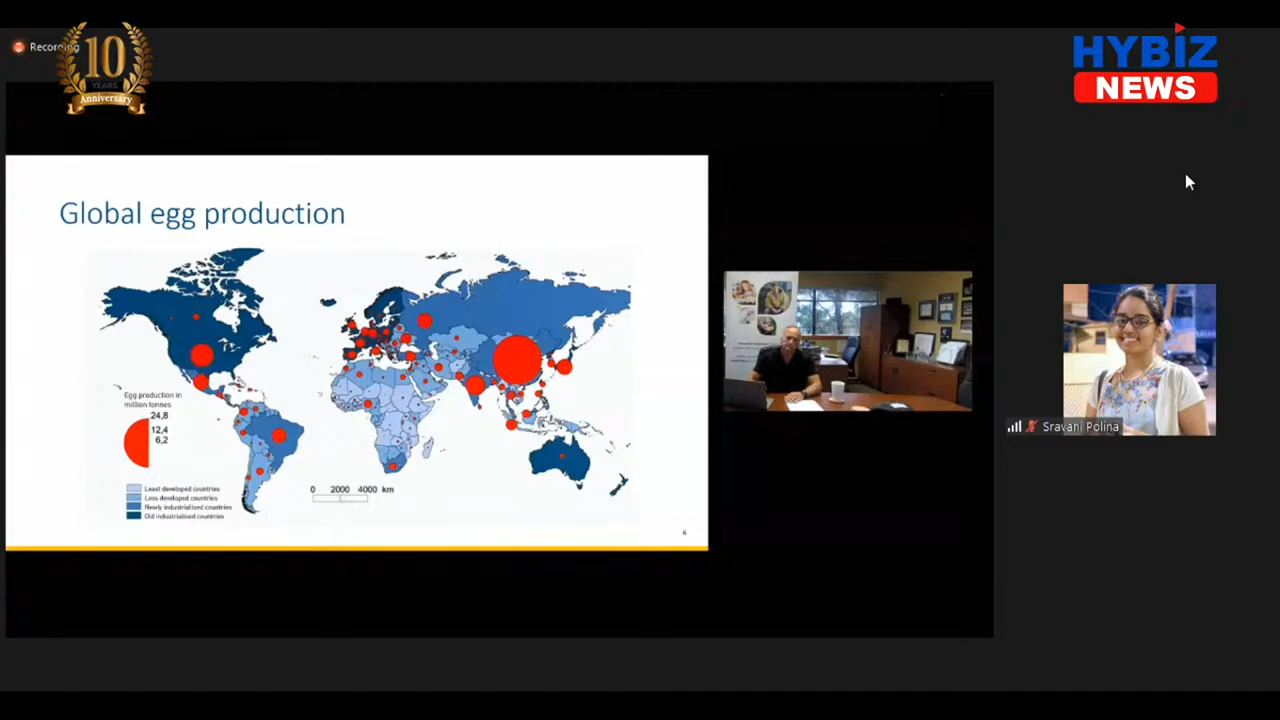 Recording
10
YEARS
Anniversary
HYBIZ
NEWS
Global egg production
Egg production in
million tonnes
24,8
12,4
6,2
Least developed countries
Less developed countries
Newly industrialised countries
Old industrialised countries
0 2000 4000 km
6
Sravani Polina